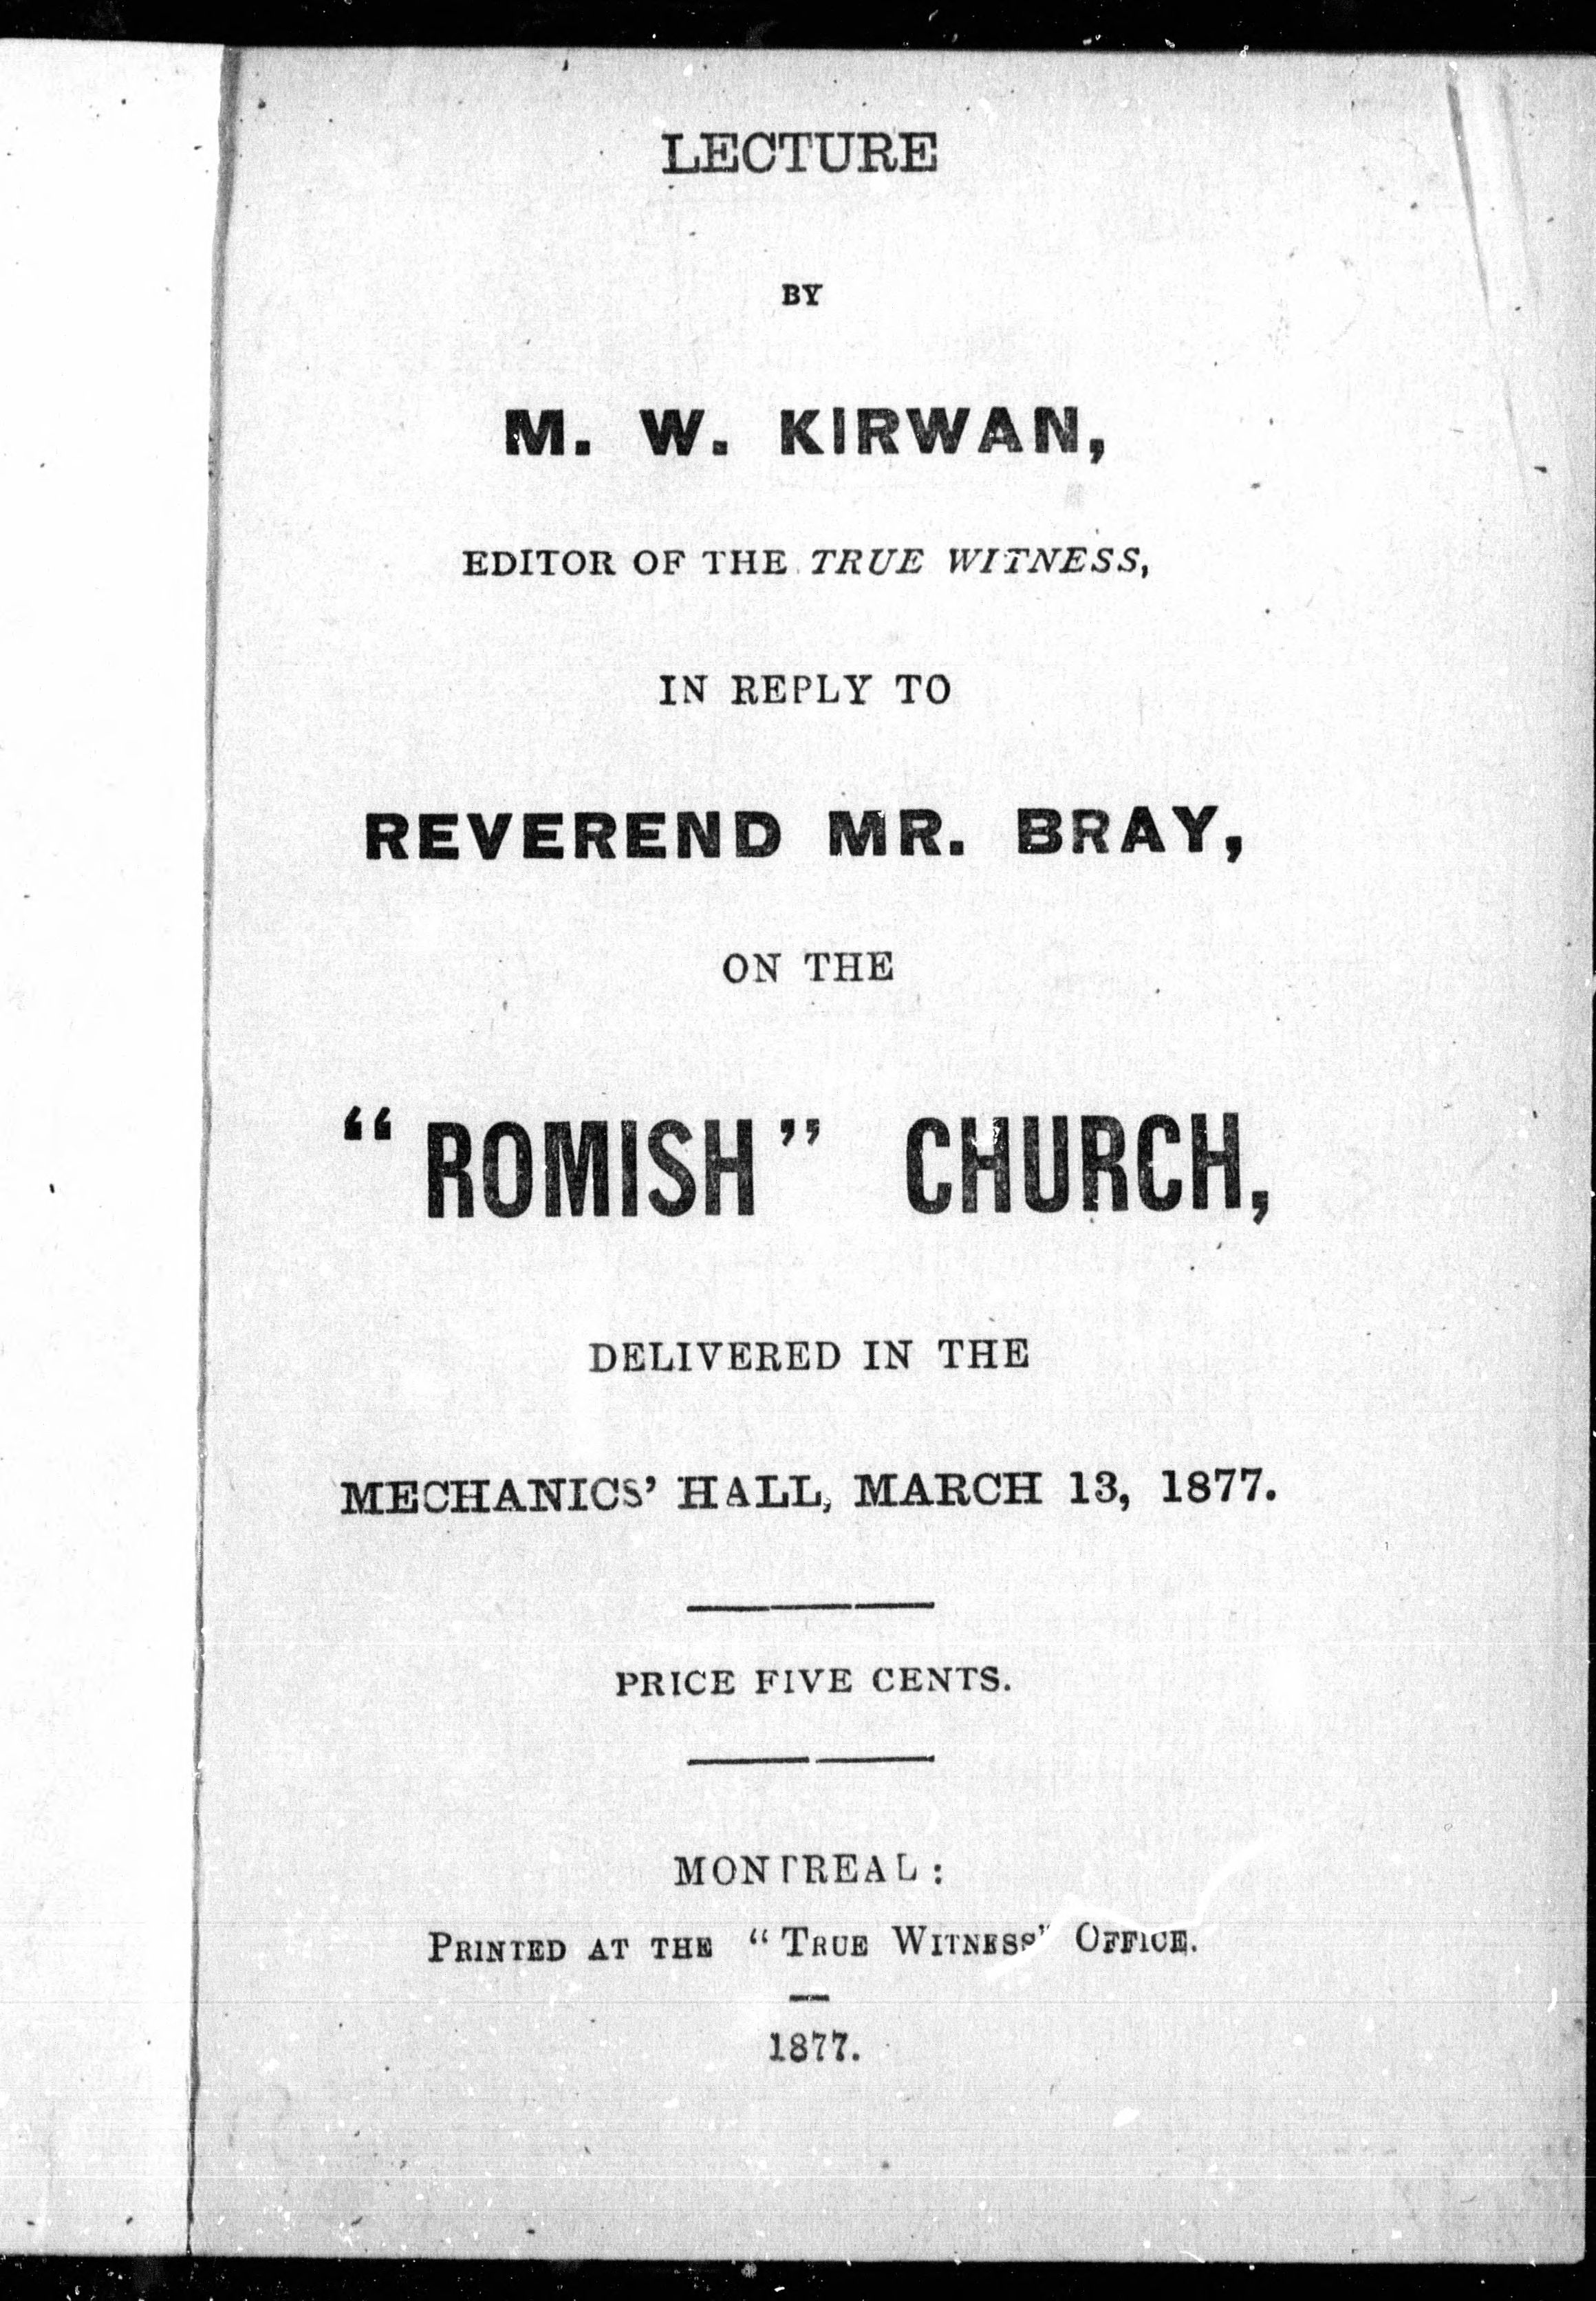 LECTURE
BY
M. W. KIRWAN,
EDITOR OF THE TRUE WITNESS,
IN REPLY TO
REVEREND MR. BRAY,
ON THE
“ROMISH” CHURCH,
DELIVERED IN THE
MECHANICS’ HALL, MARCH 13, 1877.
PRICE FIVE CENTS.
MONTREAL:
PRINTED AT THE “TRUE WITNESS” OFFICE.
1877.